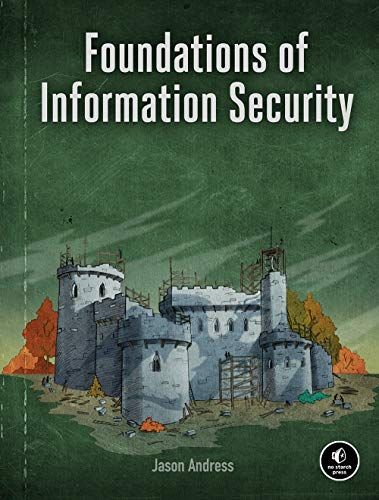 Foundations of
Information Security
Jason Andress
no starch
press